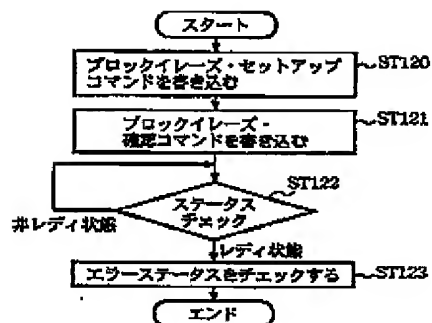 スタート
ブロックイレーズ・セットアップ
コマンドを書き込む
ST120
ブロックイレーズ・
確認コマンドを書き込む
ST121
ST122
ステータス
チェック
非レディ状態
レディ状態
エラーステータスをチェックする
ST123
エンド